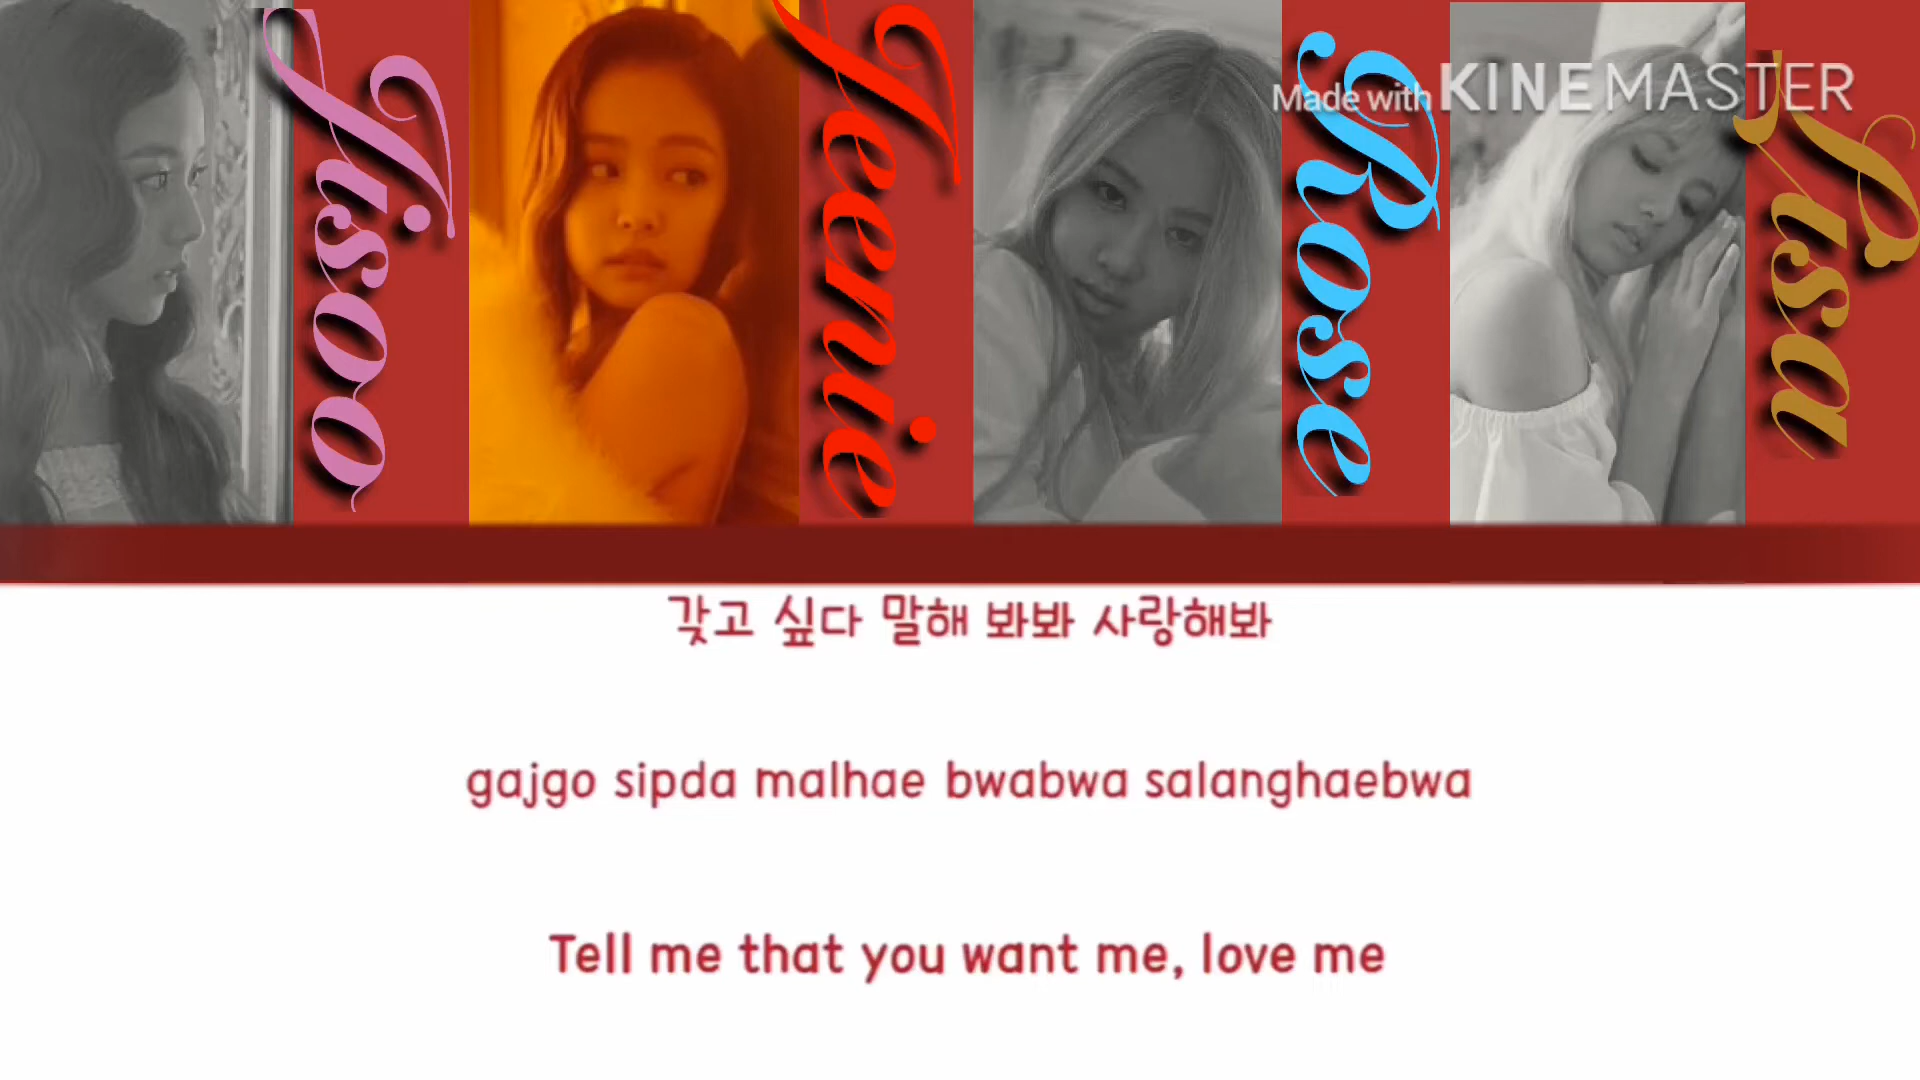 Jisoo
Jeenie
Rose
Lisa
Made with KINEMASTER
갖고 싶다 말해 봐봐 사랑해봐
gajgo sipda malhae bwabwa salanghaebwa
Tell me that you want me, love me